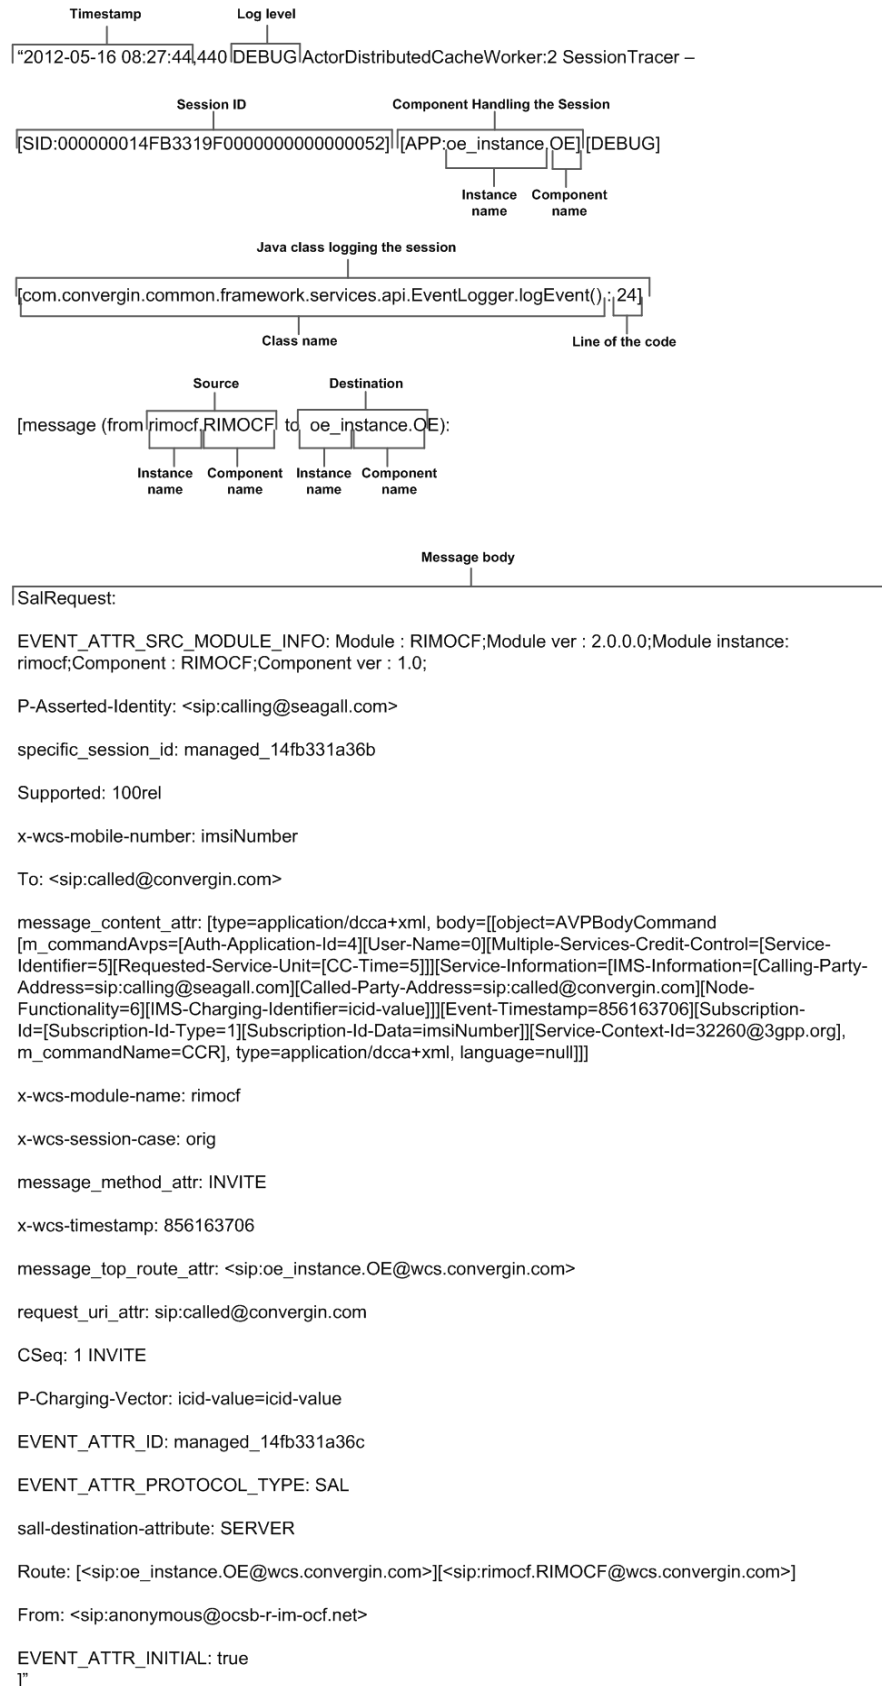 Timestamp Log level
“2012-05-16 08:27:44,440 DEBUG ActorDistributedCacheWorker:2 SessionTracer –
Session ID Component Handling the Session
[SID:000000014FB3319F0000000000000052] [APP:oe_instance.OE] [DEBUG]
Instance name Component name
Java class logging the session
[com.convergin.common.framework.services.api.EventLogger.logEvent() : 24]
Class name Line of the code
Source Destination
[message (from rimocf.RIMOCF to oe_instance.OE):
Instance name Component name Instance name Component name
Message body
SalRequest:
EVENT_ATTR_SRC_MODULE_INFO: Module : RIMOCF;Module ver : 2.0.0.0;Module instance:
rimocf;Component : RIMOCF;Component ver : 1.0;
P-Asserted-Identity: <sip:calling@seagall.com>
specific_session_id: managed_14fb331a36b
Supported: 100rel
x-wcs-mobile-number: imsiNumber
To: <sip:called@convergin.com>
message_content_attr: [type=application/dcca+xml, body=[[object=AVPBodyCommand
[m_commandAvps=[Auth-Application-Id=4][User-Name=0][Multiple-Services-Credit-Control=[Service-
Identifier=5][Requested-Service-Unit=[CC-Time=5]]][Service-Information=[IMS-Information=[Calling-Party-
Address=sip:calling@seagall.com][Called-Party-Address=sip:called@convergin.com][Node-
Functionality=6][IMS-Charging-Identifier=icid-value]]][Event-Timestamp=856163706][Subscription-
Id=[Subscription-Id-Type=1][Subscription-Id-Data=imsiNumber]][Service-Context-Id=32260@3gpp.org],
m_commandName=CCR], type=application/dcca+xml, language=null]]]
x-wcs-module-name: rimocf
x-wcs-session-case: orig
message_method_attr: INVITE
x-wcs-timestamp: 856163706
message_top_route_attr: <sip:oe_instance.OE@wcs.convergin.com>
request_uri_attr: sip:called@convergin.com
CSeq: 1 INVITE
P-Charging-Vector: icid-value=icid-value
EVENT_ATTR_ID: managed_14fb331a36c
EVENT_ATTR_PROTOCOL_TYPE: SAL
sall-destination-attribute: SERVER
Route: [<sip:oe_instance.OE@wcs.convergin.com>][<sip:rimocf.RIMOCF@wcs.convergin.com>]
From: <sip:anonymous@ocsb-r-im-ocf.net>
EVENT_ATTR_INITIAL: true
]”